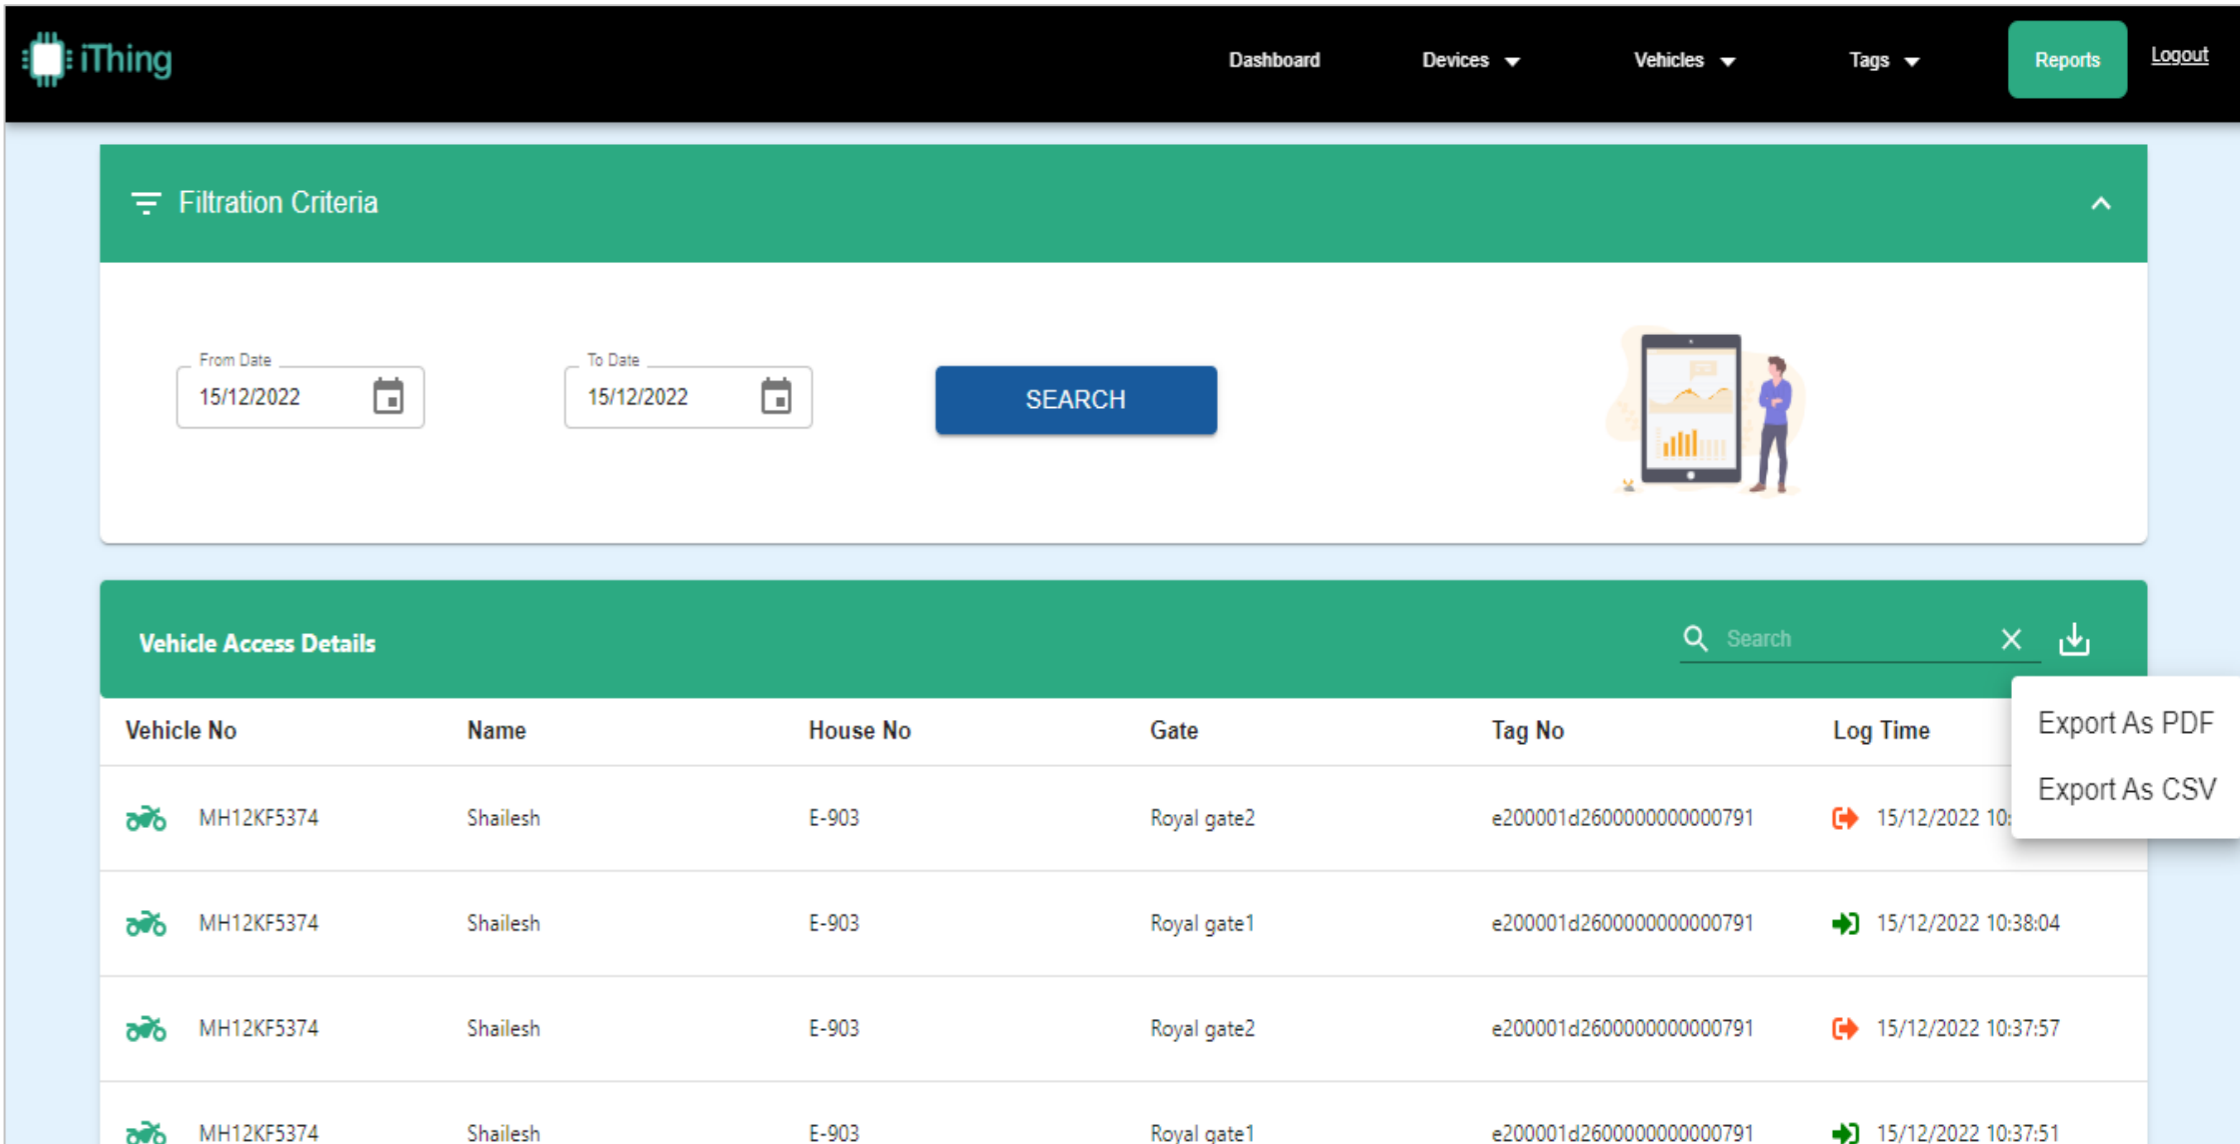 iThing
Dashboard Devices Vehicles Tags Reports Logout
Filtration Criteria
From Date To Date
15/12/2022 15/12/2022 SEARCH
Vehicle Access Details Search
Vehicle No Name House No Gate Tag No Log Time
Export As PDF
Export As CSV
MH12KF5374 Shailesh E-903 Royal gate2 e200001d2600000000000791 15/12/2022 10:
MH12KF5374 Shailesh E-903 Royal gate1 e200001d2600000000000791 15/12/2022 10:38:04
MH12KF5374 Shailesh E-903 Royal gate2 e200001d2600000000000791 15/12/2022 10:37:57
MH12KF5374 Shailesh E-903 Royal gate1 e200001d2600000000000791 15/12/2022 10:37:51